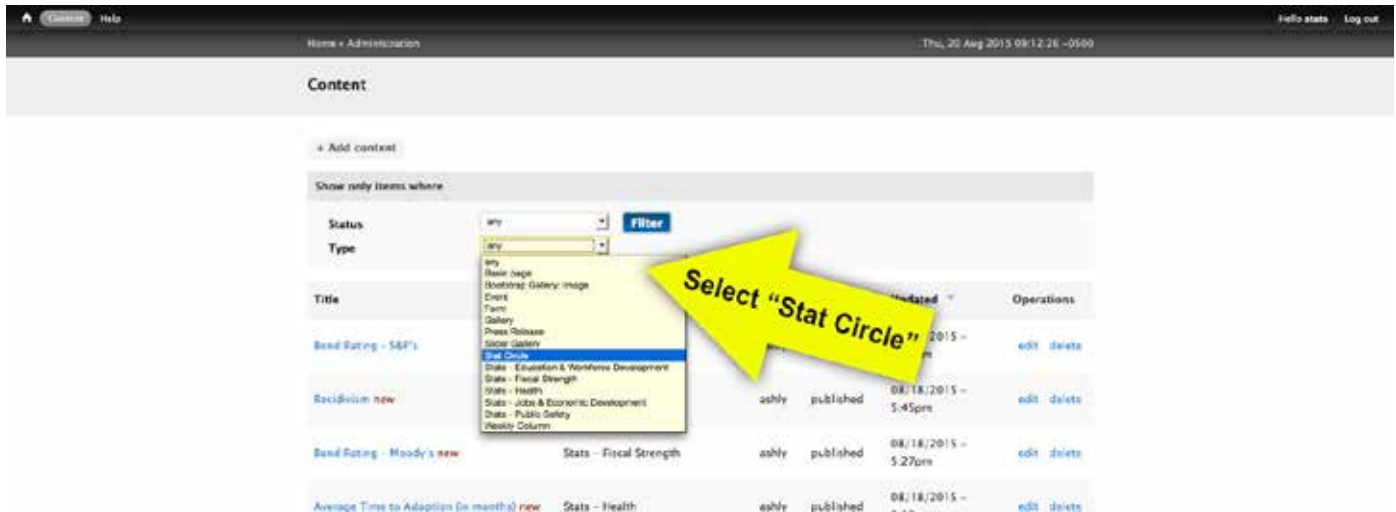 Content Help Hello stats Log out
Home » Administration Thu, 20 Aug 2015 09:12:26 -0500
Content
+ Add content
Show only items where
Status any Filter
Type any
any
Basic page
Bootstrap Gallery: Image
Event
Form
Gallery
Press Release
Slider Gallery
Stat Circle
Stats - Education & Workforce Development
Stats - Fiscal Strength
Stats - Health
Stats - Jobs & Economic Development
Stats - Public Safety
Weekly Column
Select “Stat Circle”
Title Updated Operations
Bond Rating - S&P's 2015 - edit delete
Recidivism new ashly published 08/18/2015 - 5:45pm edit delete
Bond Rating - Moody's new Stats - Fiscal Strength ashly published 08/18/2015 - 5:27pm edit delete
Average Time to Adoption (in months) new Stats - Health ashly published 08/18/2015 - edit delete